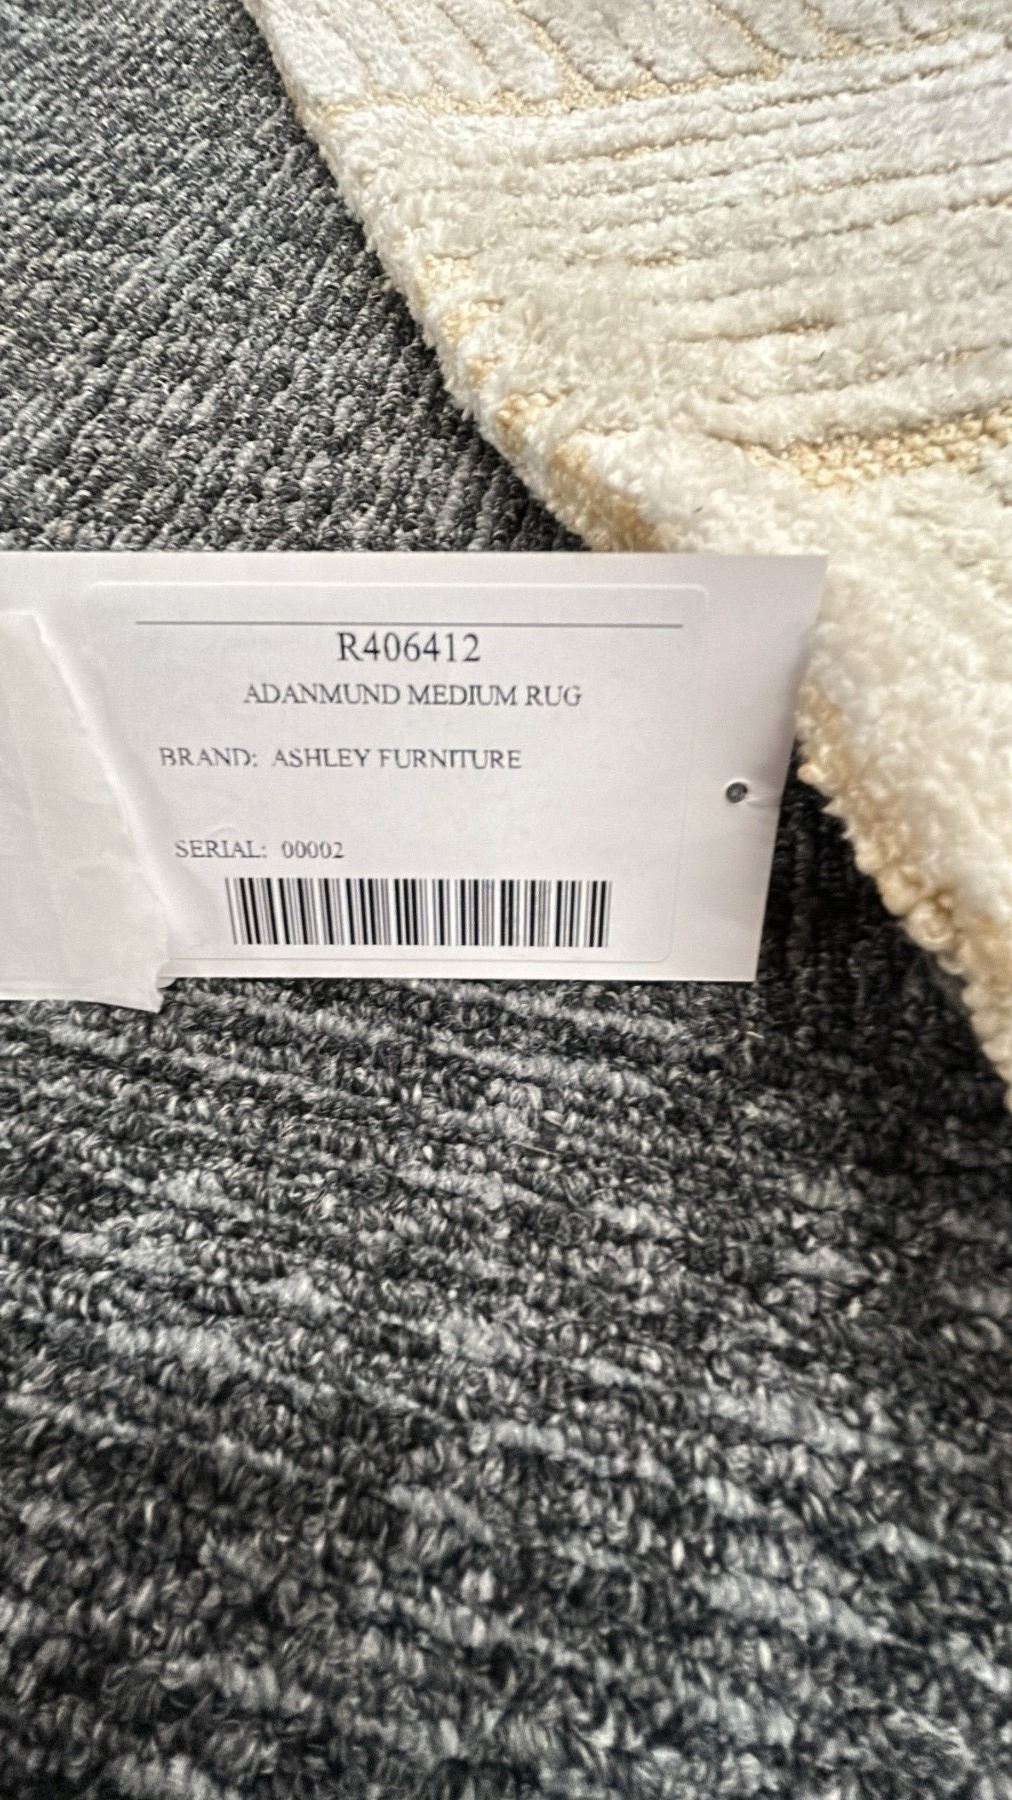 R406412
ADANMUND MEDIUM RUG
BRAND: ASHLEY FURNITURE
SERIAL: 00002